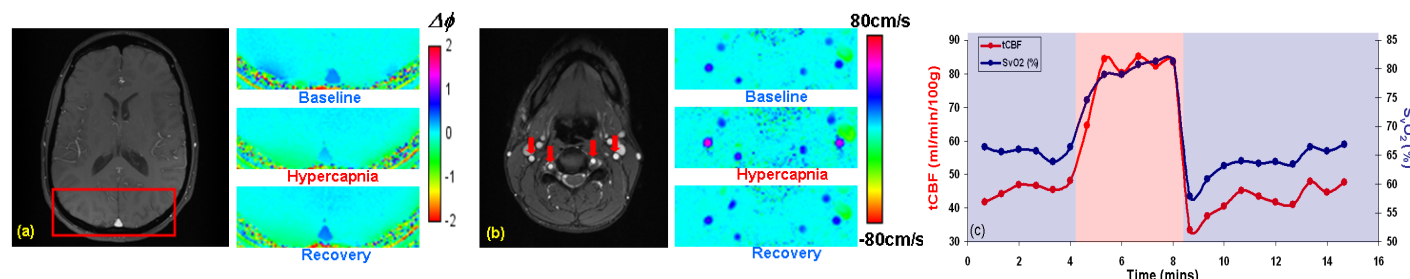 Δϕ
2
1
0
-1
-2
Baseline
Hypercapnia
Recovery
(a)
80cm/s
-80cm/s
Baseline
Hypercapnia
Recovery
(b)
tCBF
SvO2 (%)
90
80
70
60
50
40
30
tCBF (ml/min/100g)
85
80
75
70
65
60
55
50
SvO2 (%)
(c)
0
2
4
6
8
10
12
14
16
Time (mins)